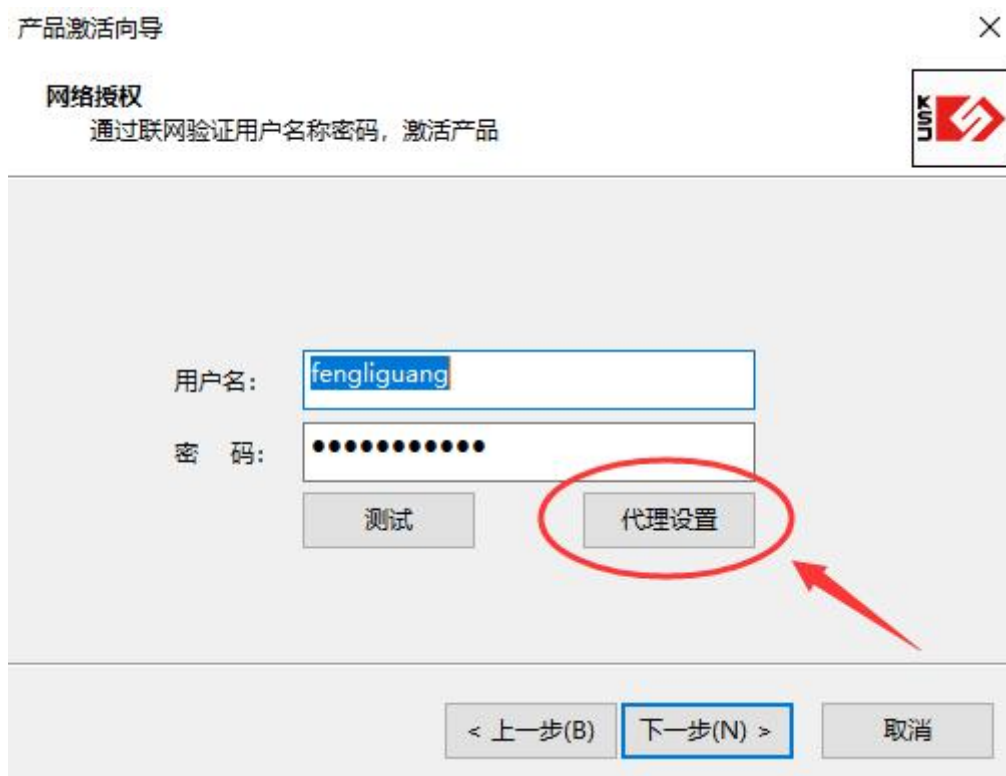 产品激活向导
网络授权
通过联网验证用户名称密码，激活产品
KSJ
用户名：
fengliguang
密 码：
●●●●●●●●●●●
测试
代理设置
< 上一步(B)
下一步(N) >
取消